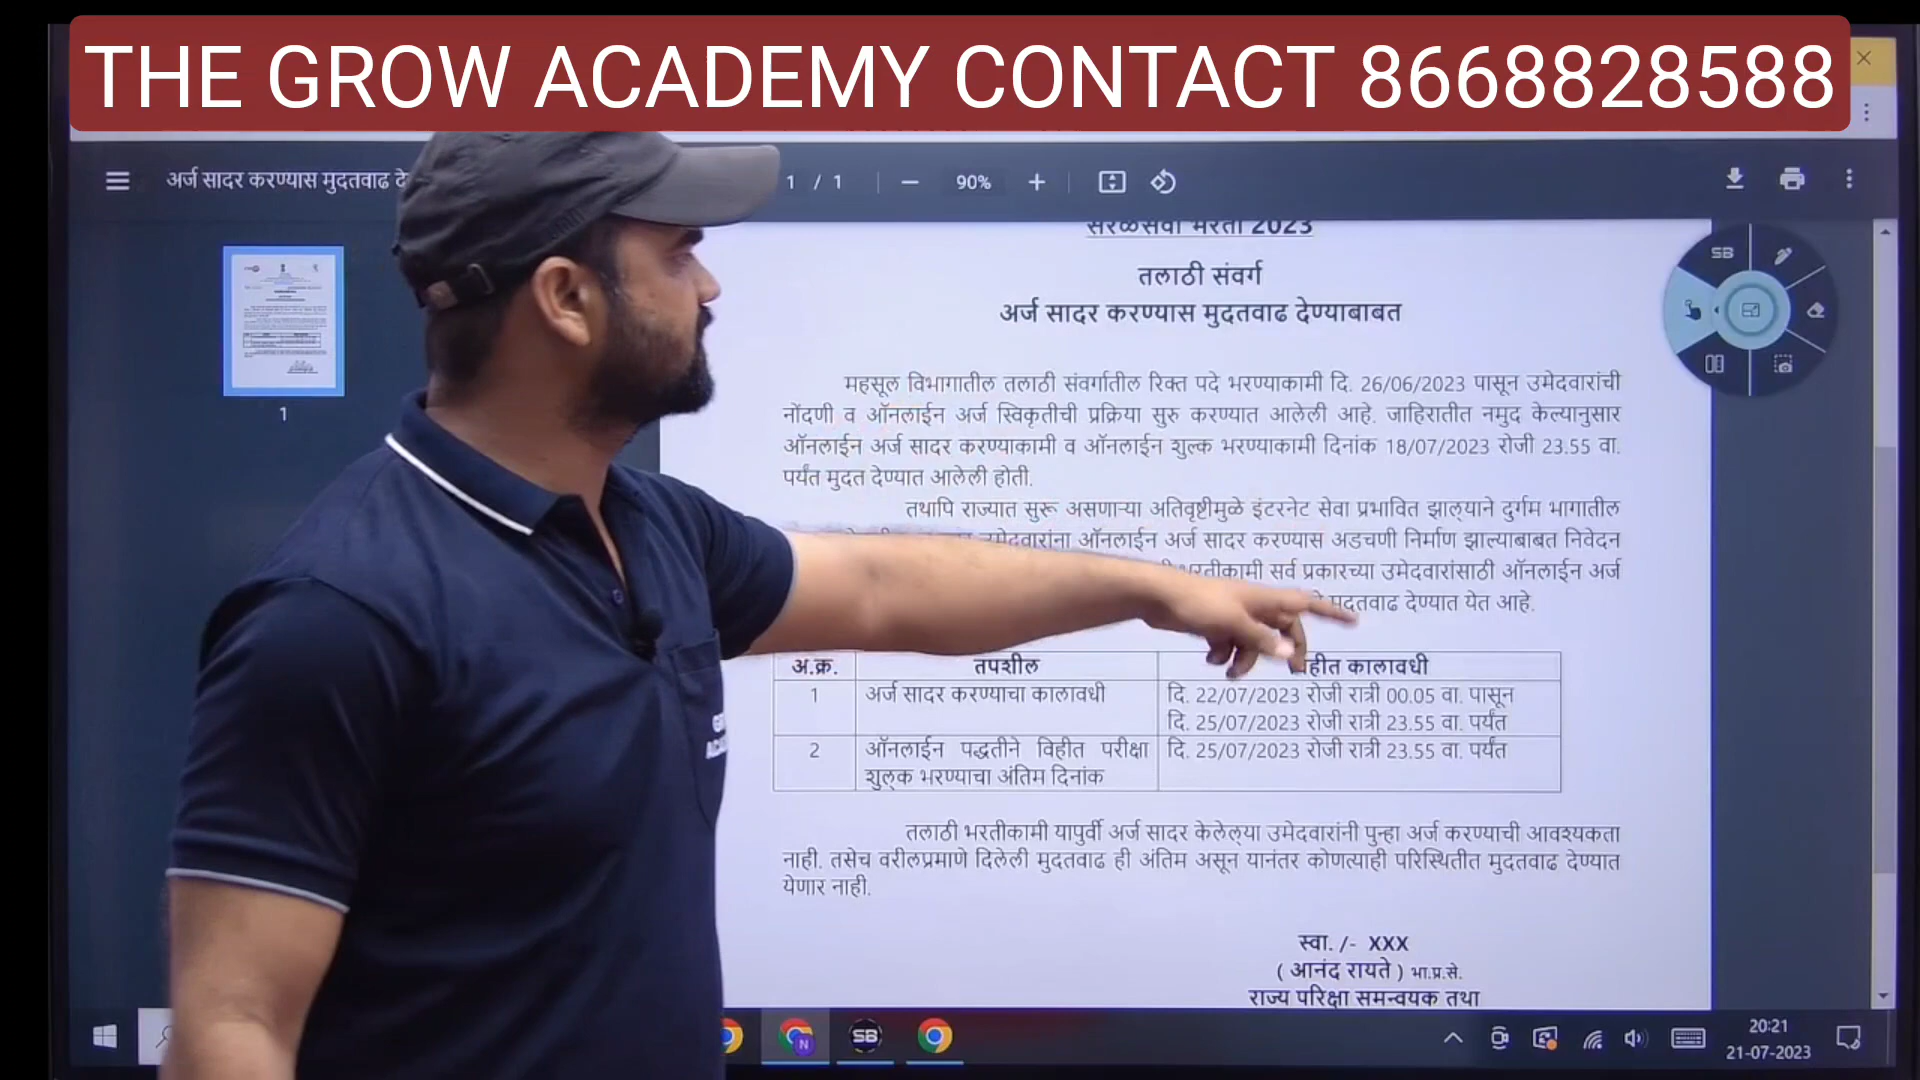 THE GROW ACADEMY CONTACT 8668828588
अर्ज सादर करण्यास मुदतवाढ दे
1 / 1
90%
सरळसेवा भरती 2023
तलाठी संवर्ग
अर्ज सादर करण्यास मुदतवाढ देण्याबाबत
महसूल विभागातील तलाठी संवर्गातील रिक्त पदे भरण्याकामी दि. 26/06/2023 पासून उमेदवारांची
नोंदणी व ऑनलाईन अर्ज स्विकृतीची प्रक्रिया सुरु करण्यात आलेली आहे. जाहिरातीत नमुद केल्यानुसार
ऑनलाईन अर्ज सादर करण्याकामी व ऑनलाईन शुल्क भरण्याकामी दिनांक 18/07/2023 रोजी 23.55 वा.
पर्यंत मुदत देण्यात आलेली होती.
तथापि राज्यात सुरू असणाऱ्या अतिवृष्टीमुळे इंटरनेट सेवा प्रभावित झाल्याने दुर्गम भागातील
उमेदवारांना ऑनलाईन अर्ज सादर करण्यास अडचणी निर्माण झाल्याबाबत निवेदन
भरतीकामी सर्व प्रकारच्या उमेदवारांसाठी ऑनलाईन अर्ज
मुदतवाढ देण्यात येत आहे.
अ.क्र. तपशील विहीत कालावधी
1 अर्ज सादर करण्याचा कालावधी दि. 22/07/2023 रोजी रात्री 00.05 वा. पासून
दि. 25/07/2023 रोजी रात्री 23.55 वा. पर्यंत
2 ऑनलाईन पद्धतीने विहीत परीक्षा दि. 25/07/2023 रोजी रात्री 23.55 वा. पर्यंत
शुल्क भरण्याचा अंतिम दिनांक
तलाठी भरतीकामी यापुर्वी अर्ज सादर केलेल्या उमेदवारांनी पुन्हा अर्ज करण्याची आवश्यकता
नाही. तसेच वरीलप्रमाणे दिलेली मुदतवाढ ही अंतिम असून यानंतर कोणत्याही परिस्थितीत मुदतवाढ देण्यात
येणार नाही.
स्वा. /- XXX
( आनंद रायते ) भा.प्र.से.
राज्य परिक्षा समन्वयक तथा
1
SB
SB
N
20:21
21-07-2023